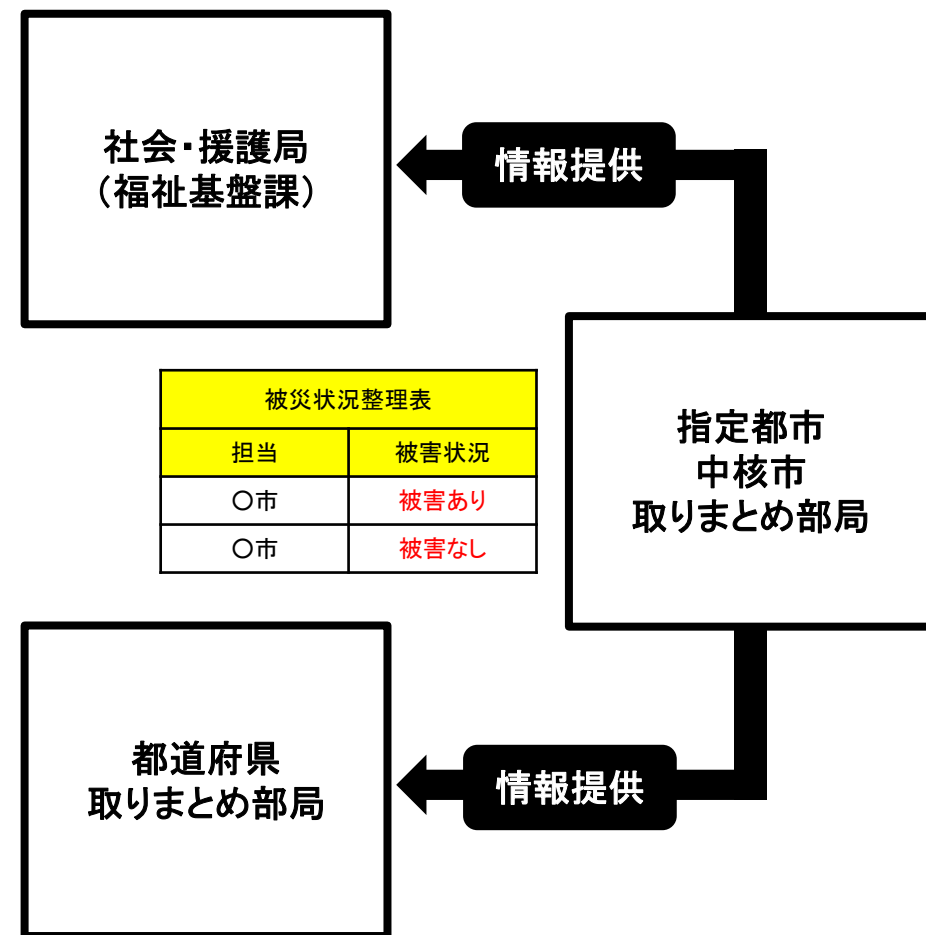 社会・援護局
（福祉基盤課）
情報提供
被災状況整理表
担当 被害状況
〇市 被害あり
〇市 被害なし
指定都市
中核市
取りまとめ部局
都道府県
取りまとめ部局
情報提供